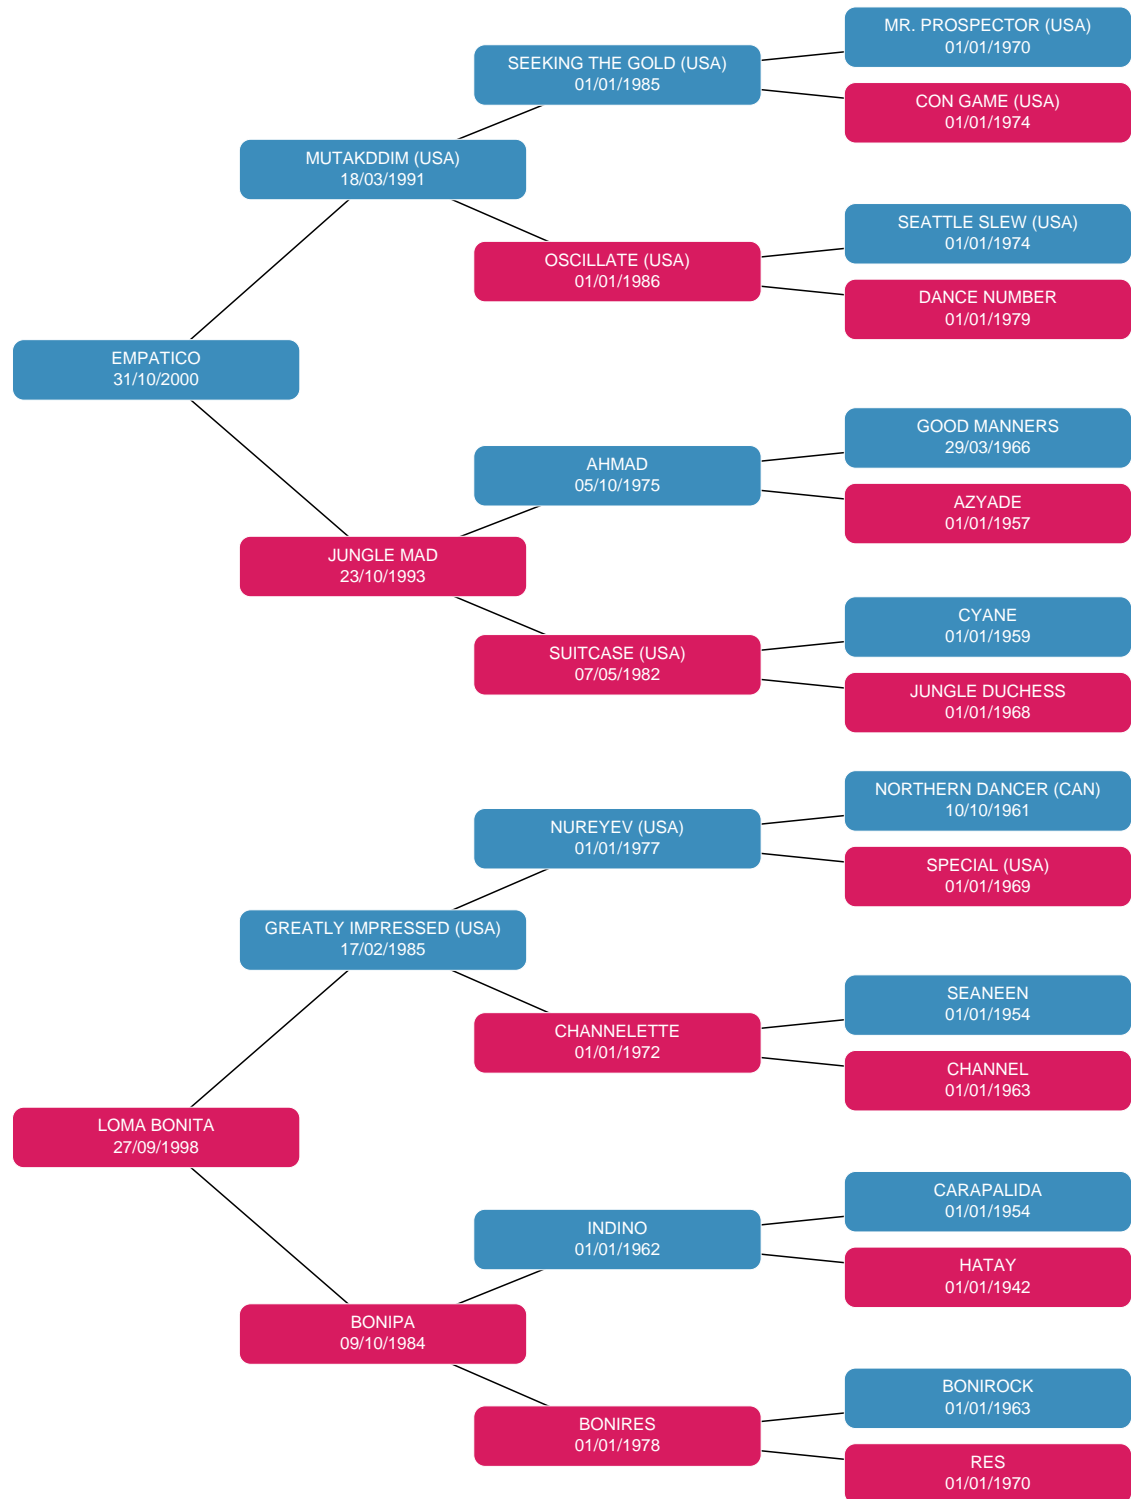 MR. PROSPECTOR (USA)
01/01/1970
SEEKING THE GOLD (USA)
01/01/1985
CON GAME (USA)
01/01/1974
MUTAKDDIM (USA)
18/03/1991
SEATTLE SLEW (USA)
01/01/1974
OSCILLATE (USA)
01/01/1986
DANCE NUMBER
01/01/1979
EMPATICO
31/10/2000
GOOD MANNERS
29/03/1966
AHMAD
05/10/1975
AZYADE
01/01/1957
JUNGLE MAD
23/10/1993
CYANE
01/01/1959
SUITCASE (USA)
07/05/1982
JUNGLE DUCHESS
01/01/1968
NORTHERN DANCER (CAN)
10/10/1961
NUREYEV (USA)
01/01/1977
SPECIAL (USA)
01/01/1969
GREATLY IMPRESSED (USA)
17/02/1985
SEANEEN
01/01/1954
CHANNELETTE
01/01/1972
CHANNEL
01/01/1963
LOMA BONITA
27/09/1998
CARAPALIDA
01/01/1954
INDINO
01/01/1962
HATAY
01/01/1942
BONIPA
09/10/1984
BONIROCK
01/01/1963
BONIRES
01/01/1978
RES
01/01/1970